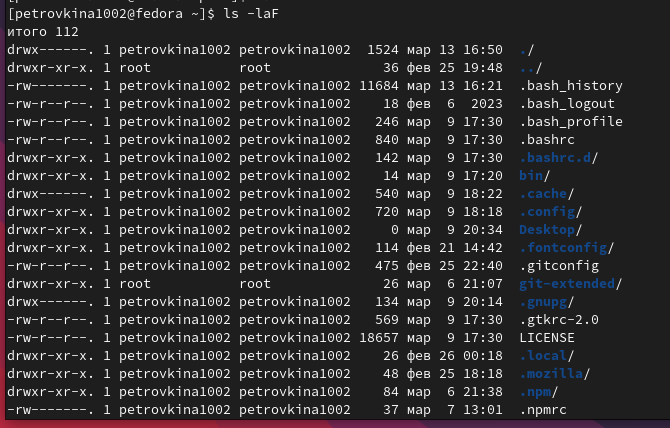 [petrovkina1002@fedora ~]$ ls -laF
итого 112
drwx------. 1 petrovkina1002 petrovkina1002  1524 мар 13 16:50 ./
drwxr-xr-x. 1 root           root              36 фев 25 19:48 ../
-rw-------. 1 petrovkina1002 petrovkina1002 11684 мар 13 16:21 .bash_history
-rw-r--r--. 1 petrovkina1002 petrovkina1002    18 фев  6  2023 .bash_logout
-rw-r--r--. 1 petrovkina1002 petrovkina1002   246 мар  9 17:30 .bash_profile
-rw-r--r--. 1 petrovkina1002 petrovkina1002   840 мар  9 17:30 .bashrc
drwxr-xr-x. 1 petrovkina1002 petrovkina1002   142 мар  9 17:30 .bashrc.d/
drwxr-xr-x. 1 petrovkina1002 petrovkina1002    14 мар  9 17:20 bin/
drwx------. 1 petrovkina1002 petrovkina1002   540 мар  9 18:22 .cache/
drwxr-xr-x. 1 petrovkina1002 petrovkina1002   720 мар  9 18:18 .config/
drwxr-xr-x. 1 petrovkina1002 petrovkina1002     0 мар  9 20:34 Desktop/
drwxr-xr-x. 1 petrovkina1002 petrovkina1002   114 фев 21 14:42 .fontconfig/
-rw-r--r--. 1 petrovkina1002 petrovkina1002   475 фев 25 22:40 .gitconfig
drwxr-xr-x. 1 root           root              26 мар  6 21:07 git-extended/
drwx------. 1 petrovkina1002 petrovkina1002   134 мар  9 20:14 .gnupg/
-rw-r--r--. 1 petrovkina1002 petrovkina1002   569 мар  9 17:30 .gtkrc-2.0
-rw-r--r--. 1 petrovkina1002 petrovkina1002 18657 мар  9 17:30 LICENSE
drwxr-xr-x. 1 petrovkina1002 petrovkina1002    26 фев 26 00:18 .local/
drwxr-xr-x. 1 petrovkina1002 petrovkina1002    48 фев 25 18:18 .mozilla/
drwxr-xr-x. 1 petrovkina1002 petrovkina1002    84 мар  6 21:38 .npm/
-rw-------. 1 petrovkina1002 petrovkina1002    37 мар  7 13:01 .npmrc